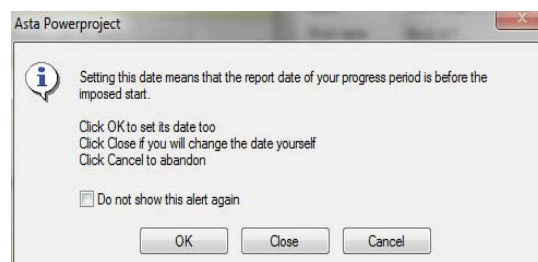 Asta Powerproject
Setting this date means that the report date of your progress period is before the
imposed start.
Click OK to set its date too
Click Close if you will change the date yourself
Click Cancel to abandon
Do not show this alert again
OK Close Cancel